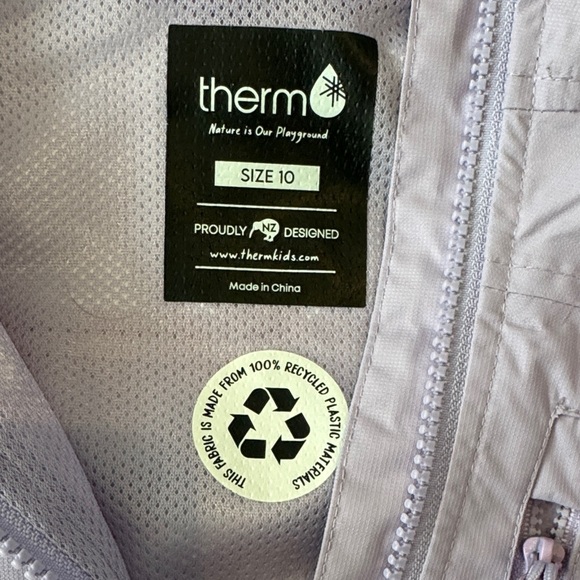 therm
Nature is Our Playground
SIZE 10
PROUDLY NZ DESIGNED
www.thermkids.com
Made in China
THIS FABRIC IS MADE FROM 100% RECYCLED PLASTIC MATERIALS